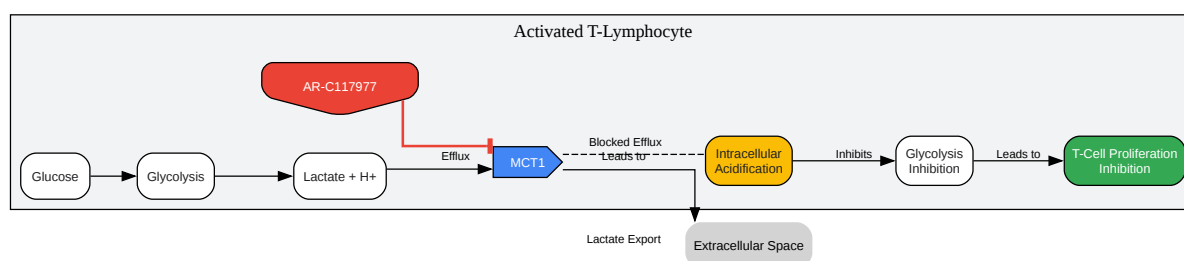 Activated T-Lymphocyte
AR-C117977
Glucose
Glycolysis
Lactate + H+
Efflux
MCT1
Blocked Efflux
Leads to
Intracellular
Acidification
Inhibits
Glycolysis
Inhibition
Leads to
T-Cell Proliferation
Inhibition
Lactate Export
Extracellular Space